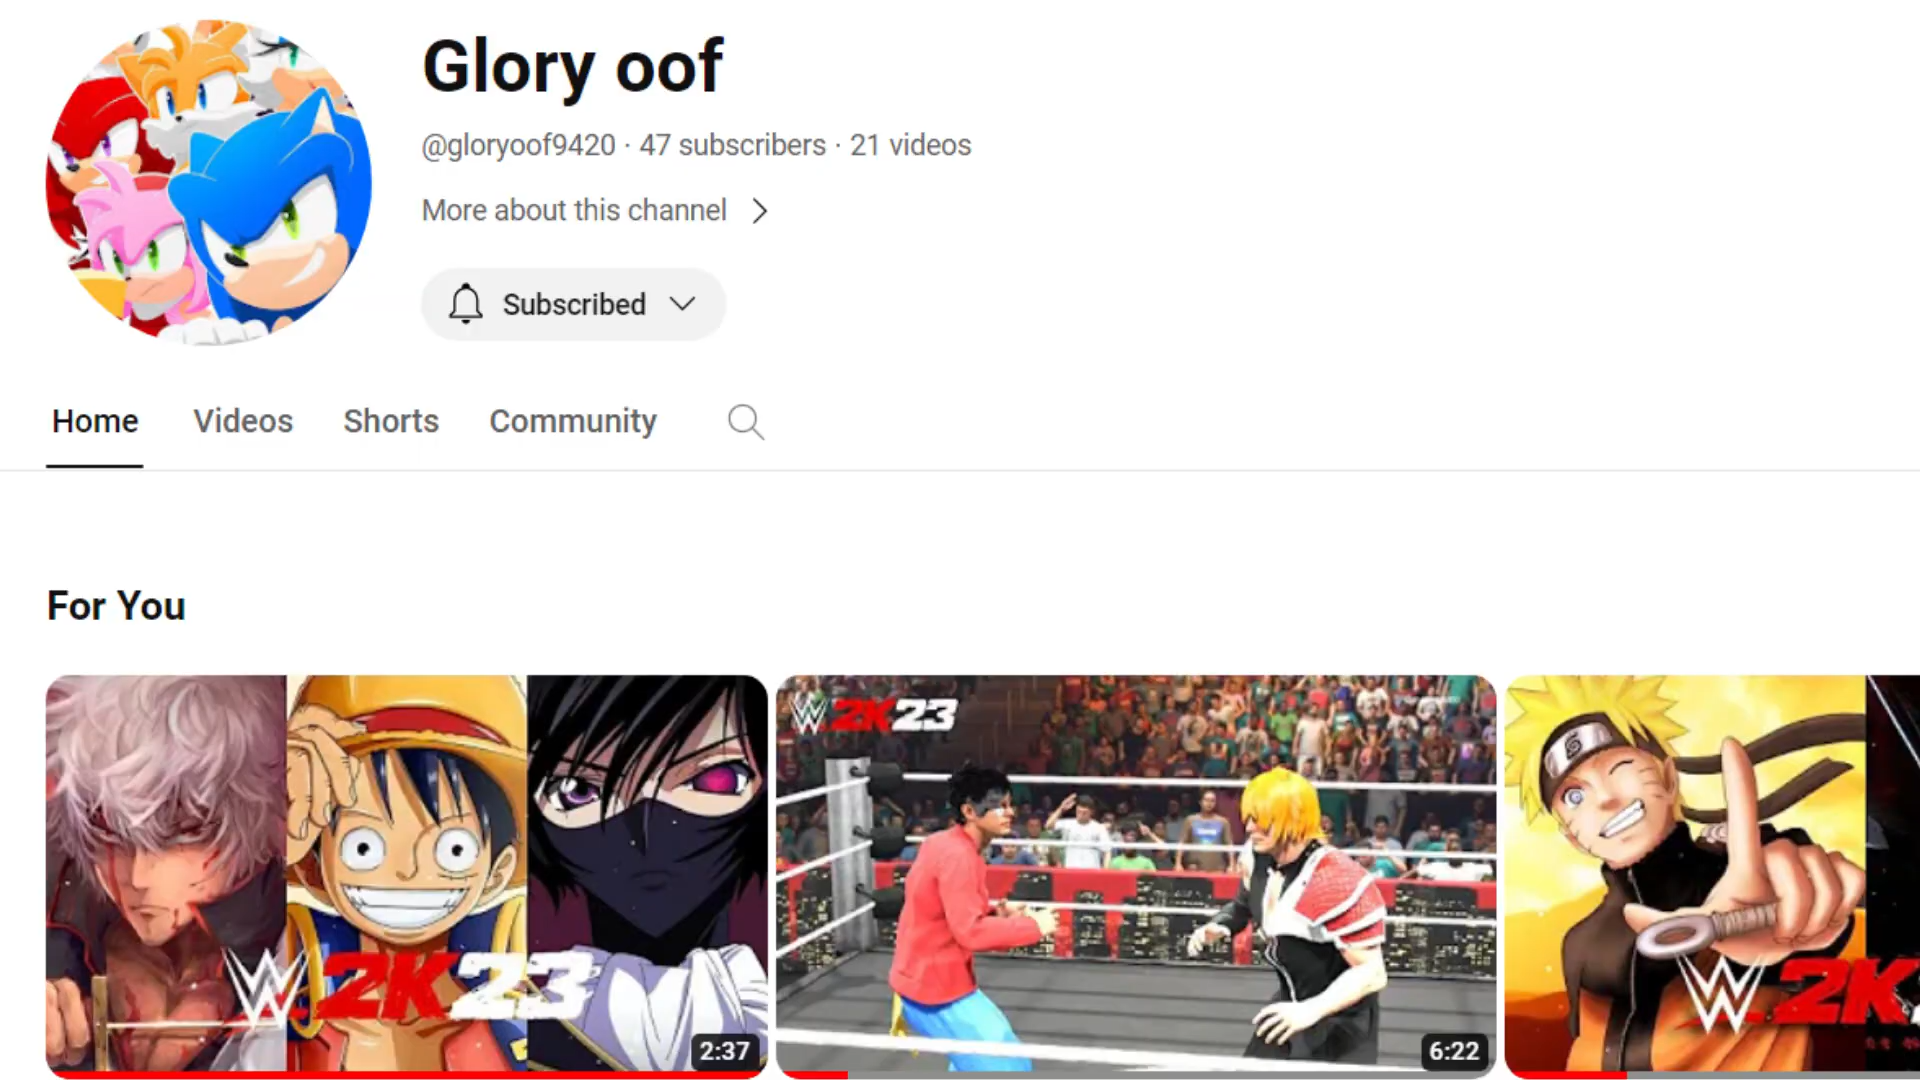 Glory oof
@gloryoof9420 · 47 subscribers · 21 videos
More about this channel
Subscribed
Home Videos Shorts Community
For You
W 2K23
2:37
W 2K23
6:22
W 2K